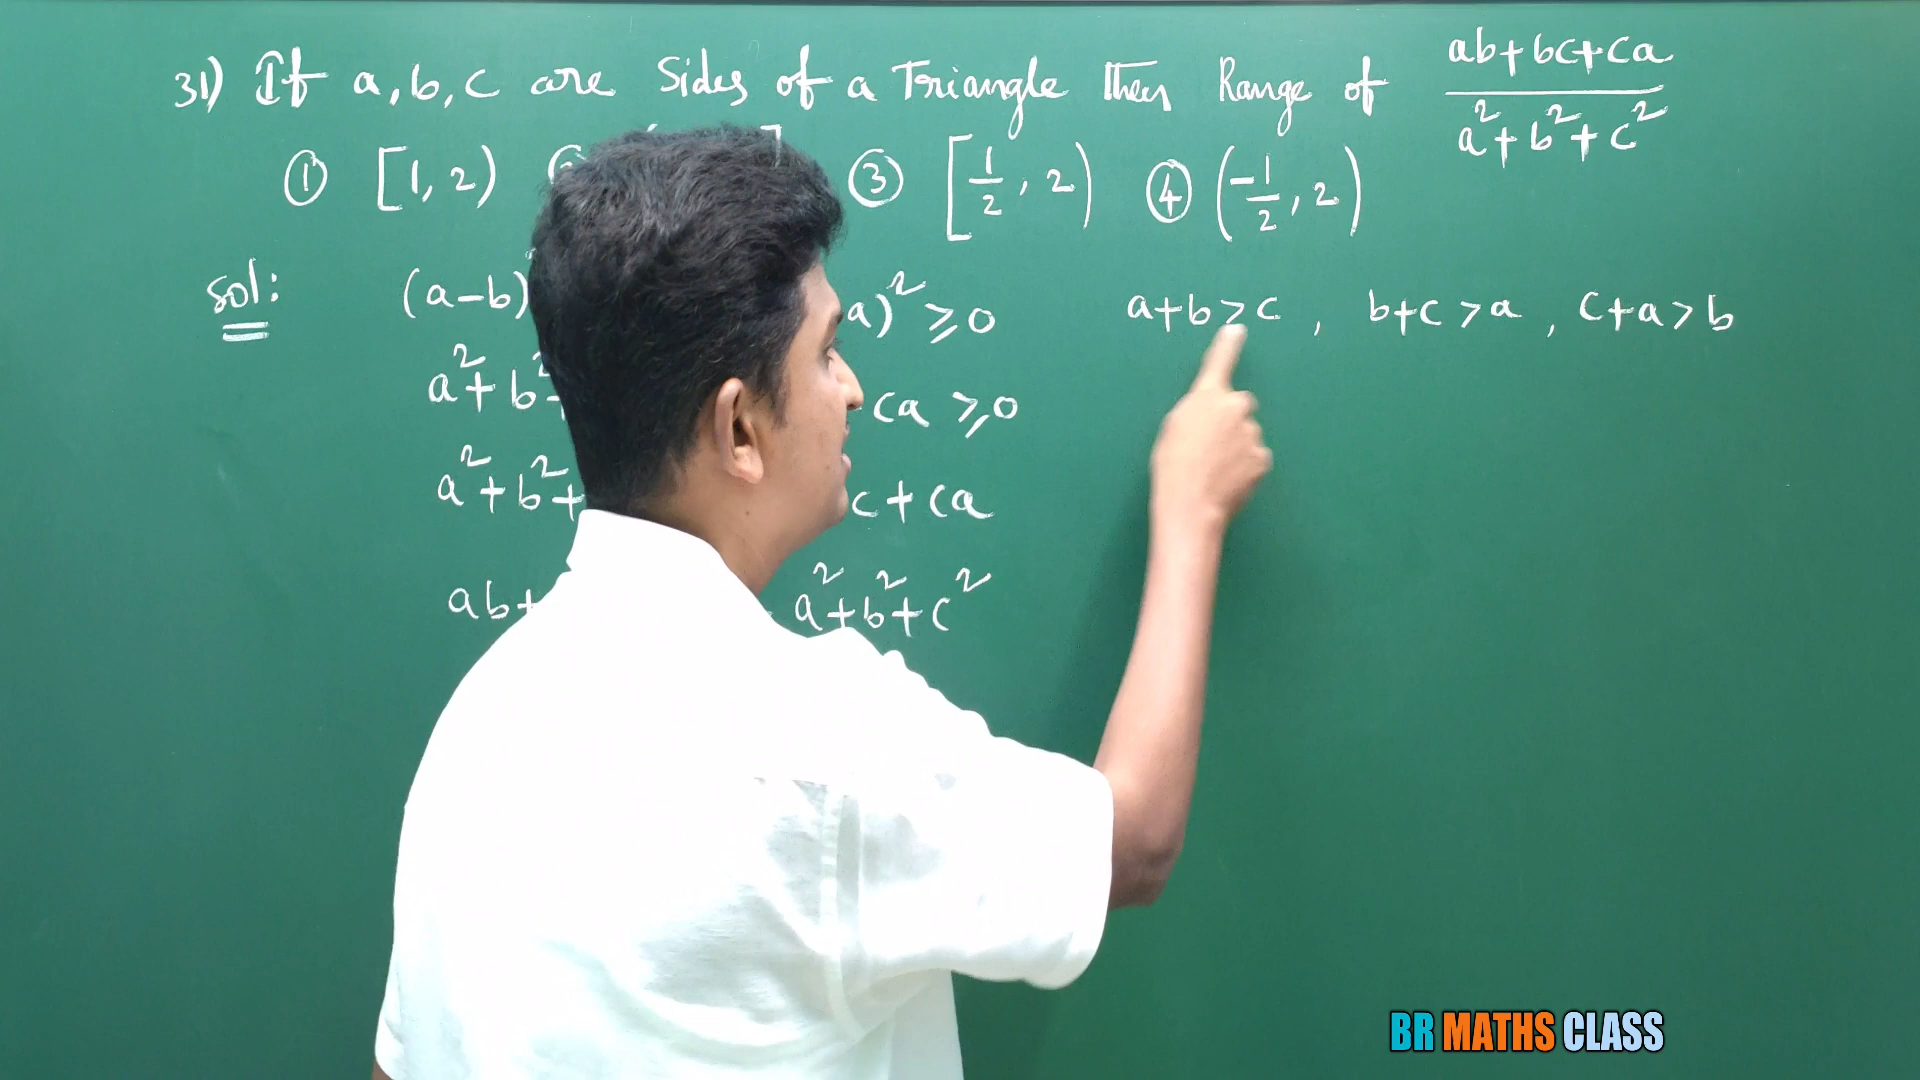 31) If a, b, c are Sides of a Triangle then Range of (ab+bc+ca)/(a²+b²+c²)
① [1, 2) ③ [1/2, 2) ④ (-1/2, 2)
Sol: (a-b) a)² ≥ 0 a+b > c , b+c > a , c+a > b
a²+b² ca ≥ 0
a²+b²+ c + ca
ab+ a²+b²+c²
BR MATHS CLASS